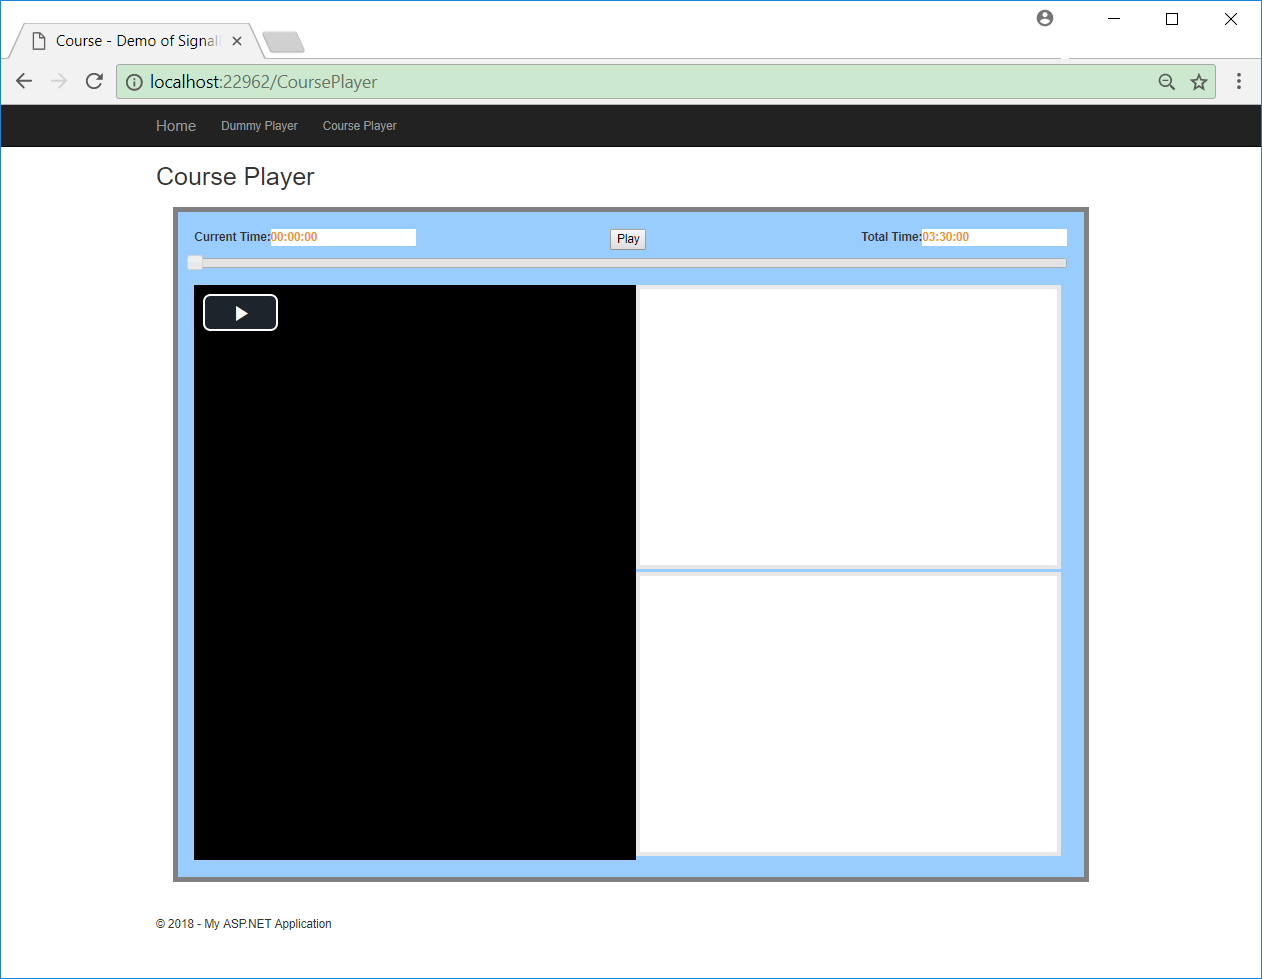 Course - Demo of Signal
localhost:22962/CoursePlayer
Home Dummy Player Course Player
Course Player
Current Time:00:00:00 Play Total Time:03:30:00
© 2018 - My ASP.NET Application